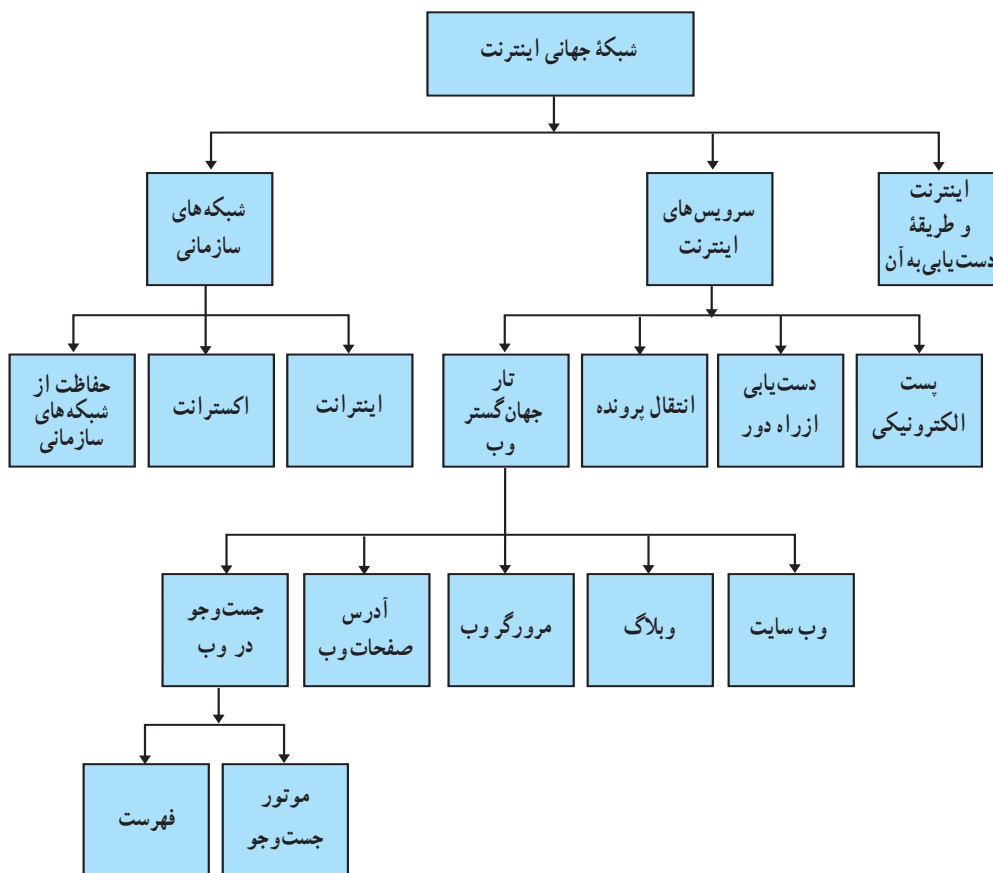 شبکهٔ جهانی اینترنت
اینترنت
و طریقهٔ
دست‌یابی به آن
سرویس‌های
اینترنت
شبکه‌های
سازمانی
پست
الکترونیکی
دست‌یابی
از راه دور
انتقال پرونده
تار
جهان‌گستر
وب
اینترانت
اکسترانت
حفاظت از
شبکه‌های
سازمانی
وب سایت
وبلاگ
مرورگر وب
آدرس
صفحات وب
جست‌وجو
در وب
موتور
جست‌وجو
فهرست